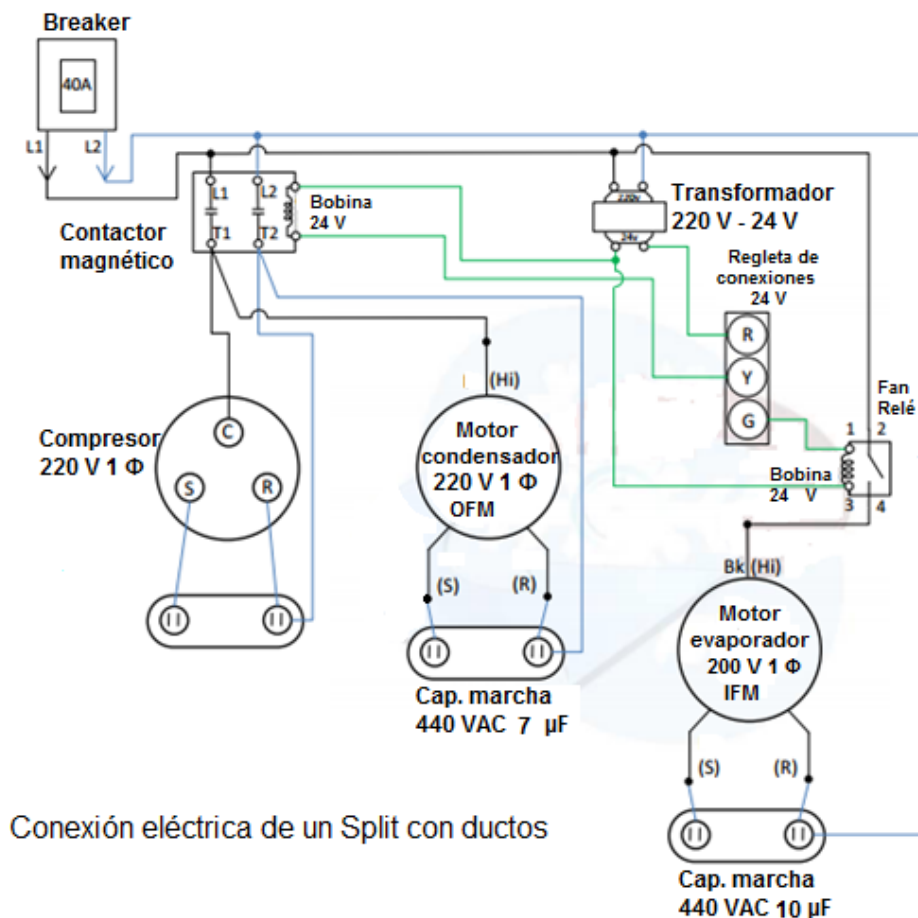 Breaker
40A
L1
L2
L1
L2
T1
T2
Bobina
24 V
Contactor
magnético
220v
24v
Transformador
220 V - 24 V
Regleta de
conexiones
24 V
R
Y
G
Fan
Relé
1
2
Bobina
24 V
3
4
Compresor
220 V 1 Φ
C
S
R
(Hi)
Motor
condensador
220 V 1 Φ
OFM
(S)
(R)
Cap. marcha
440 VAC 7 µF
Bk (Hi)
Motor
evaporador
200 V 1 Φ
IFM
(S)
(R)
Cap. marcha
440 VAC 10 µF
Conexión eléctrica de un Split con ductos